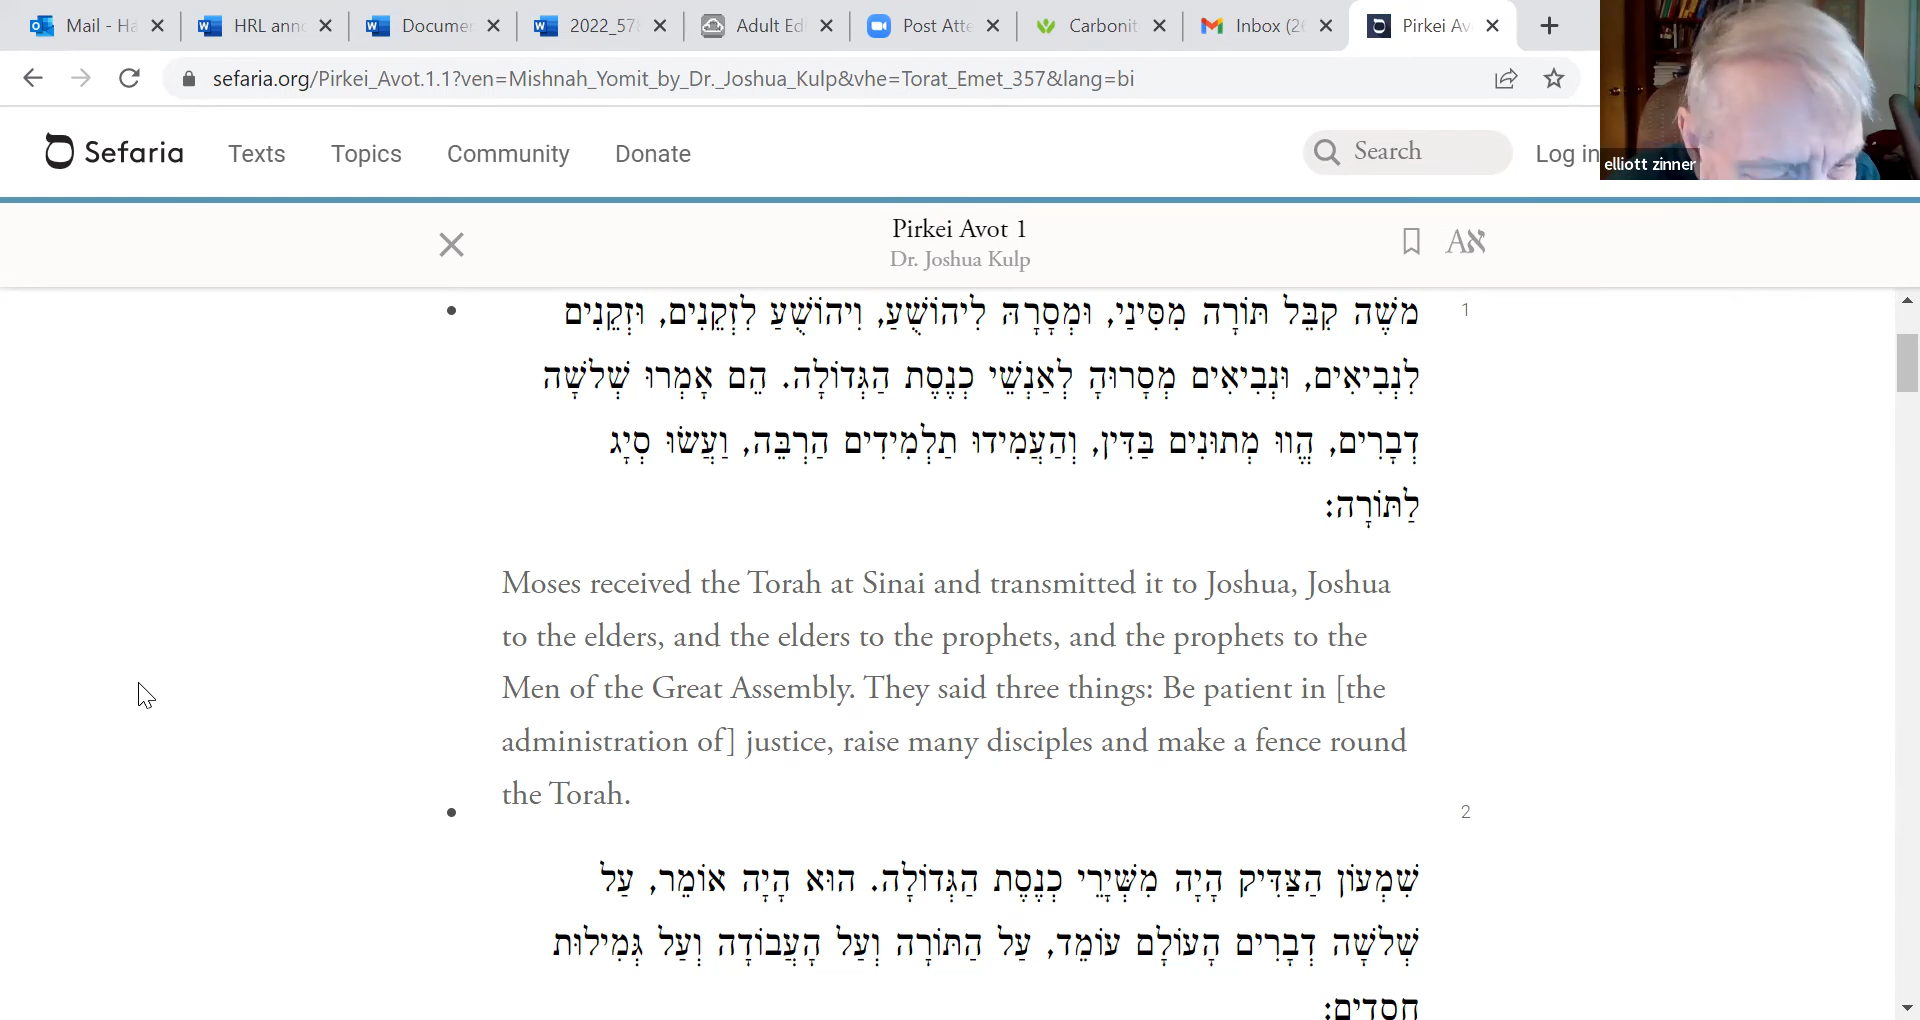 Mail - Ha
HRL anno
Documen
2022_578
Adult Ed
Post Atte
Carbonit
Inbox (26
Pirkei Av
sefaria.org/Pirkei_Avot.1.1?ven=Mishnah_Yomit_by_Dr._Joshua_Kulp&vhe=Torat_Emet_357&lang=bi
Sefaria
Texts
Topics
Community
Donate
Search
Log in
elliott zinner
Pirkei Avot 1
Dr. Joshua Kulp
Aא
1
משֶׁה קִבֵּל תּוֹרָה מִסִּינַי, וּמְסָרָהּ לִיהוֹשֻׁעַ, וִיהוֹשֻׁעַ לִזְקֵנִים, וּזְקֵנִים
לִנְבִיאִים, וּנְבִיאִים מְסָרוּהָ לְאַנְשֵׁי כְנֶסֶת הַגְּדוֹלָה. הֵם אָמְרוּ שְׁלשָׁה
דְבָרִים, הֱווּ מְתוּנִים בַּדִּין, וְהַעֲמִידוּ תַלְמִידִים הַרְבֵּה, וַעֲשׂוּ סְיָג
לַתּוֹרָה:
Moses received the Torah at Sinai and transmitted it to Joshua, Joshua
to the elders, and the elders to the prophets, and the prophets to the
Men of the Great Assembly. They said three things: Be patient in [the
administration of] justice, raise many disciples and make a fence round
the Torah.
2
שִׁמְעוֹן הַצַּדִּיק הָיָה מִשְּׁיָרֵי כְנֶסֶת הַגְּדוֹלָה. הוּא הָיָה אוֹמֵר, עַל
שְׁלשָׁה דְבָרִים הָעוֹלָם עוֹמֵד, עַל הַתּוֹרָה וְעַל הָעֲבוֹדָה וְעַל גְּמִילוּת
חסדים: